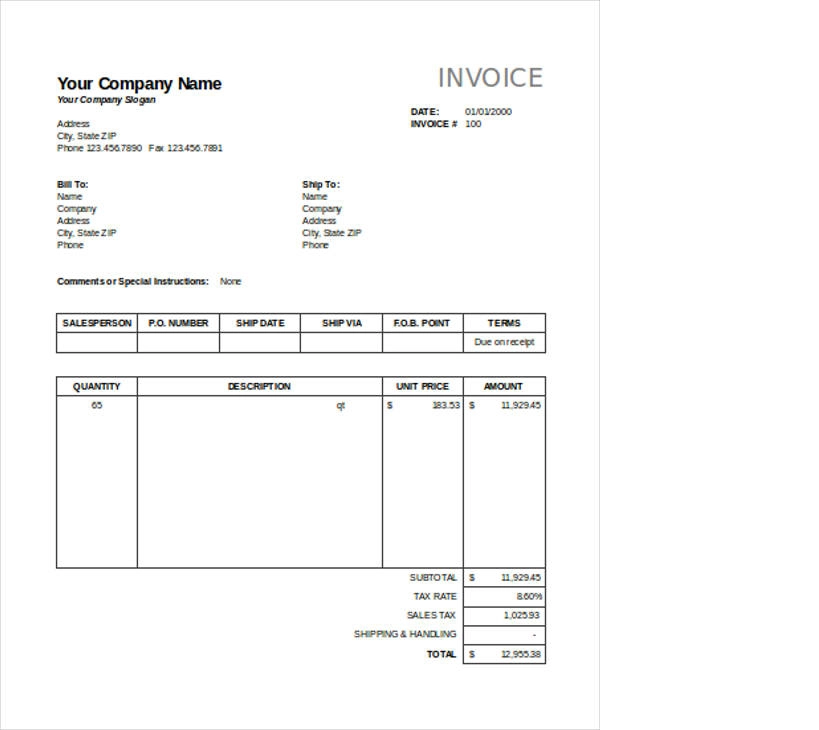 INVOICE
Your Company Name
Your Company Slogan
DATE: 01/01/2000
INVOICE # 100
Address
City, State ZIP
Phone 123.456.7890 Fax 123.456.7891
Bill To: Ship To:
Name Name
Company Company
Address Address
City, State ZIP City, State ZIP
Phone Phone
Comments or Special Instructions: None
SALESPERSON P.O. NUMBER SHIP DATE SHIP VIA F.O.B. POINT TERMS
Due on receipt
QUANTITY DESCRIPTION UNIT PRICE AMOUNT
65 qt $ 183.53 $ 11,929.45
SUBTOTAL $ 11,929.45
TAX RATE 8.60%
SALES TAX 1,025.93
SHIPPING & HANDLING -
TOTAL $ 12,955.38